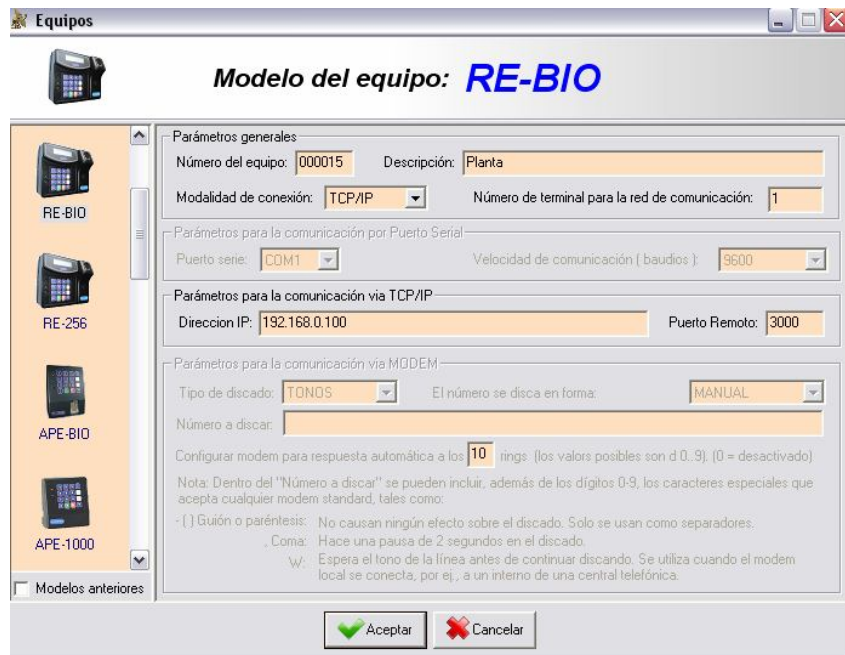 Equipos
Modelo del equipo: RE-BIO
RE-BIO
RE-256
APE-BIO
APE-1000
Modelos anteriores
Parámetros generales
Número del equipo: 000015 Descripción: Planta
Modalidad de conexión: TCP/IP Número de terminal para la red de comunicación: 1
Parámetros para la comunicación por Puerto Serial
Puerto serie: COM1 Velocidad de comunicación ( baudios ): 9600
Parámetros para la comunicación via TCP/IP
Direccion IP: 192.168.0.100 Puerto Remoto: 3000
Parámetros para la comunicación via MODEM
Tipo de discado: TONOS El número se disca en forma: MANUAL
Número a discar:
Configurar modem para respuesta automática a los 10 rings (los valors posibles son d 0..9). (0 = desactivado)
Nota: Dentro del "Número a discar" se pueden incluir, además de los dígitos 0-9, los caracteres especiales que
acepta cualquier modem standard, tales como:
- ( ) Guión o paréntesis: No causan ningún efecto sobre el discado. Solo se usan como separadores.
, Coma: Hace una pausa de 2 segundos en el discado.
W: Espera el tono de la línea antes de continuar discando. Se utiliza cuando el modem
local se conecta, por ej., a un interno de una central telefónica.
Aceptar Cancelar